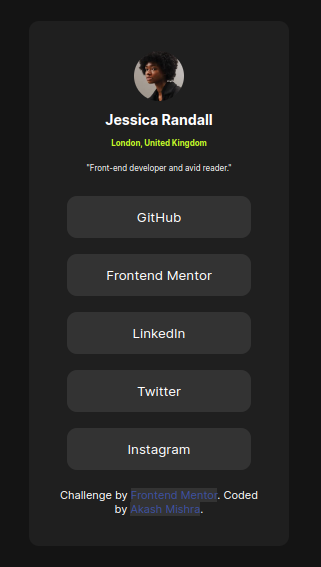 Jessica Randall
London, United Kingdom
"Front-end developer and avid reader."
GitHub
Frontend Mentor
LinkedIn
Twitter
Instagram
Challenge by Frontend Mentor. Coded
by Akash Mishra.